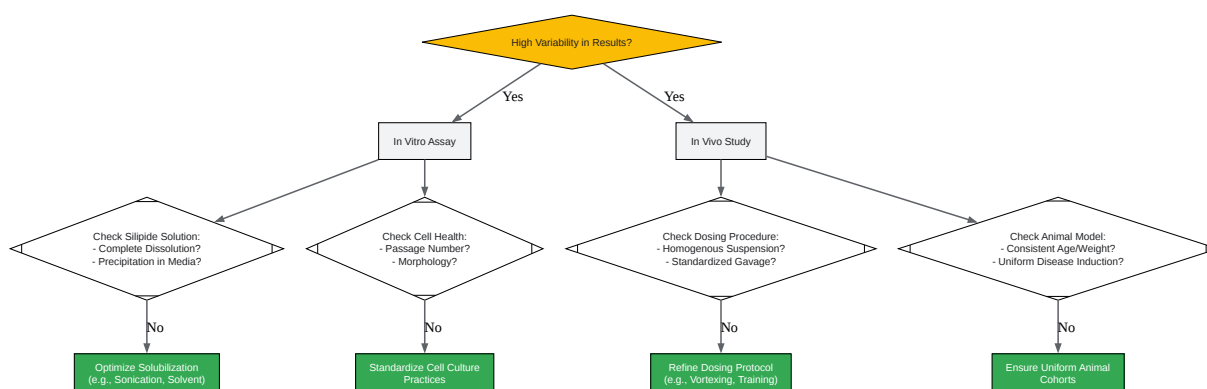 High Variability in Results?
Yes
Yes
In Vitro Assay
In Vivo Study
Check Silipide Solution:
- Complete Dissolution?
- Precipitation in Media?
Check Cell Health:
- Passage Number?
- Morphology?
Check Dosing Procedure:
- Homogenous Suspension?
- Standardized Gavage?
Check Animal Model:
- Consistent Age/Weight?
- Uniform Disease Induction?
No
No
No
No
Optimize Solubilization
(e.g., Sonication, Solvent)
Standardize Cell Culture
Practices
Refine Dosing Protocol
(e.g., Vortexing, Training)
Ensure Uniform Animal
Cohorts